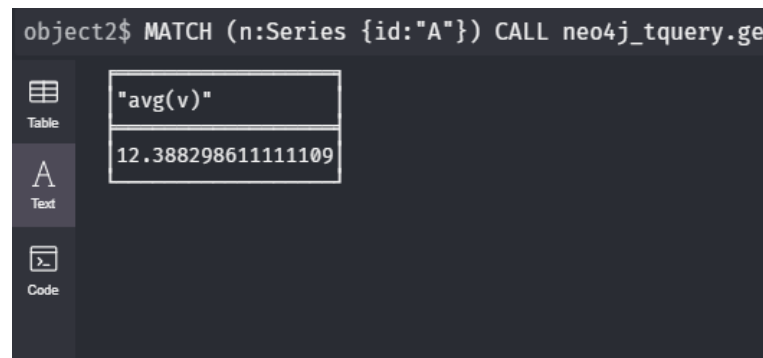 object2$ MATCH (n:Series {id:"A"}) CALL neo4j_tquery.ge
Table
"avg(v)"
12.388298611111109
A
Text
Code